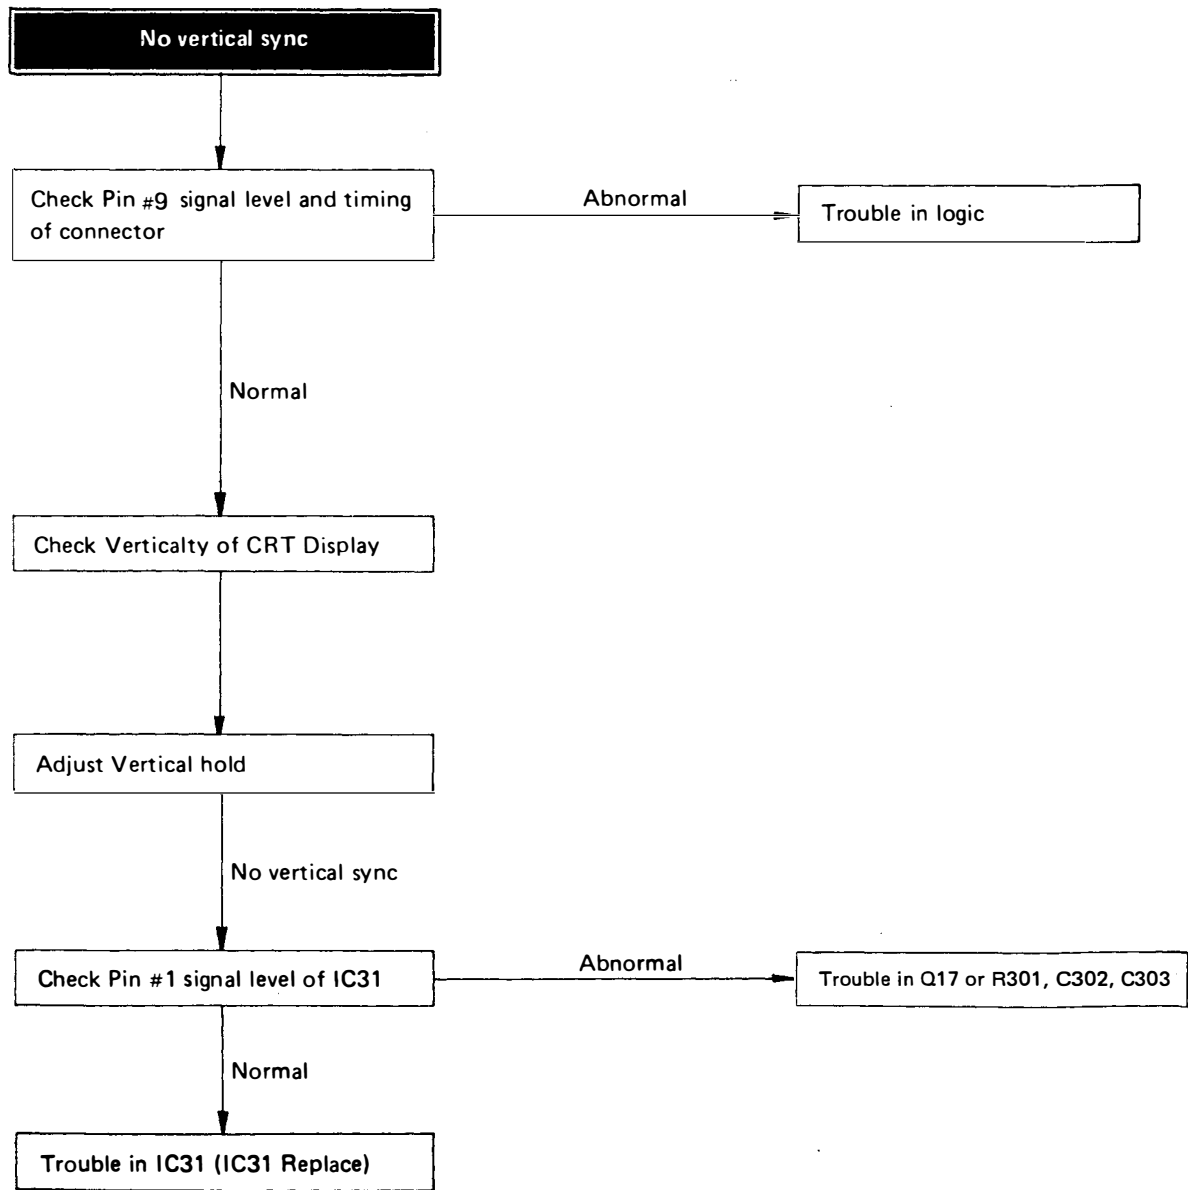 No vertical sync
Check Pin #9 signal level and timing
of connector
Abnormal
Trouble in logic
Normal
Check Verticalty of CRT Display
Adjust Vertical hold
No vertical sync
Check Pin #1 signal level of IC31
Abnormal
Trouble in Q17 or R301, C302, C303
Normal
Trouble in IC31 (IC31 Replace)